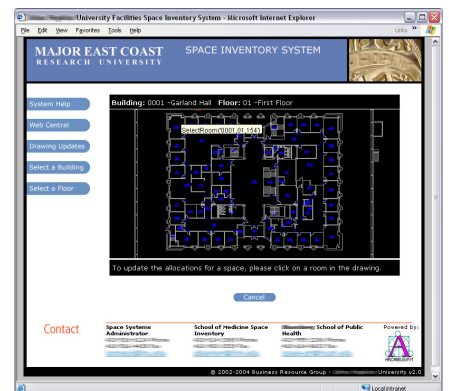 University Facilities Space Inventory System - Microsoft Internet Explorer
File Edit View Favorites Tools Help
Links »
MAJOR EAST COAST
RESEARCH UNIVERSITY
SPACE INVENTORY SYSTEM
System Help
Web Central
Drawing Updates
Select a Building
Select a Floor
Building: 0001 -Garland Hall Floor: 01 -First Floor
SelectRoom('0001,01,164')
To update the allocations for a space, please click on a room in the drawing.
Cancel
Contact
Space Systems Administrator
School of Medicine Space Inventory
School of Public Health
Powered by:
ARCHIBUS/FM
© 2002-2004 Business Resource Group - University v2.0
Local intranet